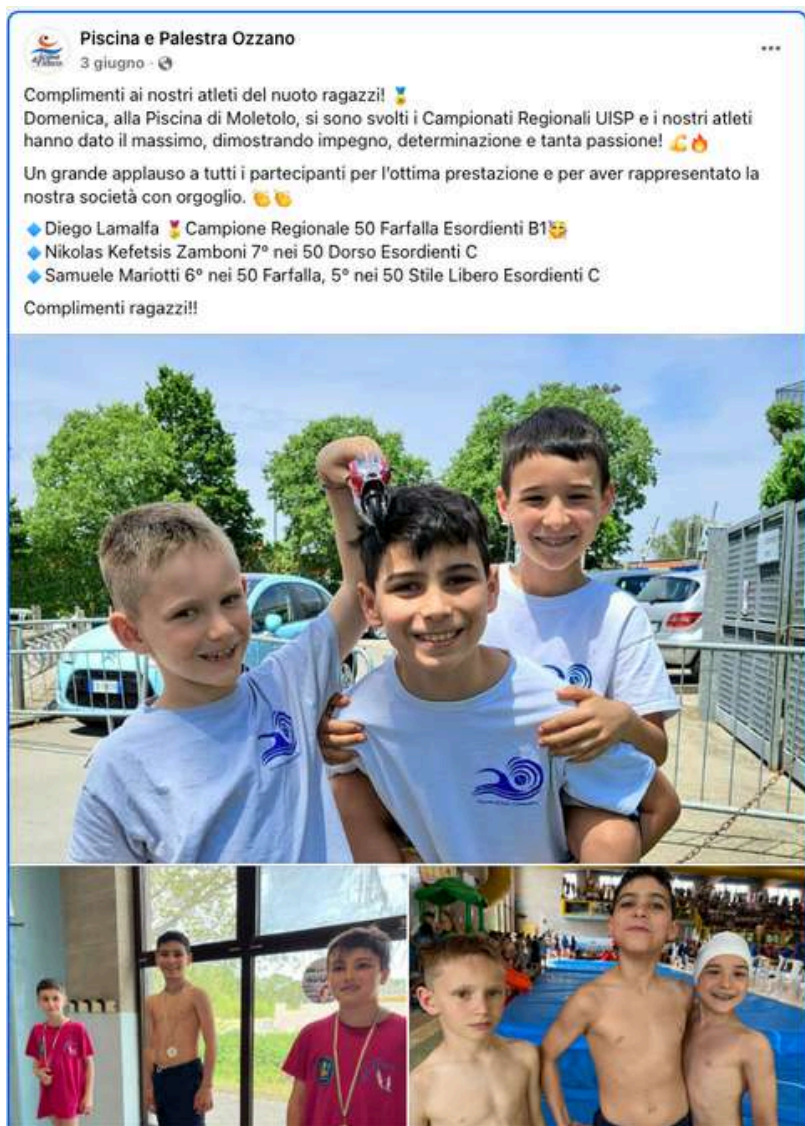 Piscina e Palestra Ozzano
3 giugno ·
Complimenti ai nostri atleti del nuoto ragazzi! 🏅
Domenica, alla Piscina di Moletolo, si sono svolti i Campionati Regionali UISP e i nostri atleti
hanno dato il massimo, dimostrando impegno, determinazione e tanta passione! 💪🔥
Un grande applauso a tutti i partecipanti per l'ottima prestazione e per aver rappresentato la
nostra società con orgoglio. 👏👏
🔹Diego Lamalfa 🎖️Campione Regionale 50 Farfalla Esordienti B1🥰
🔹Nikolas Kefetsis Zamboni 7° nei 50 Dorso Esordienti C
🔹Samuele Mariotti 6° nei 50 Farfalla, 5° nei 50 Stile Libero Esordienti C
Complimenti ragazzi!!